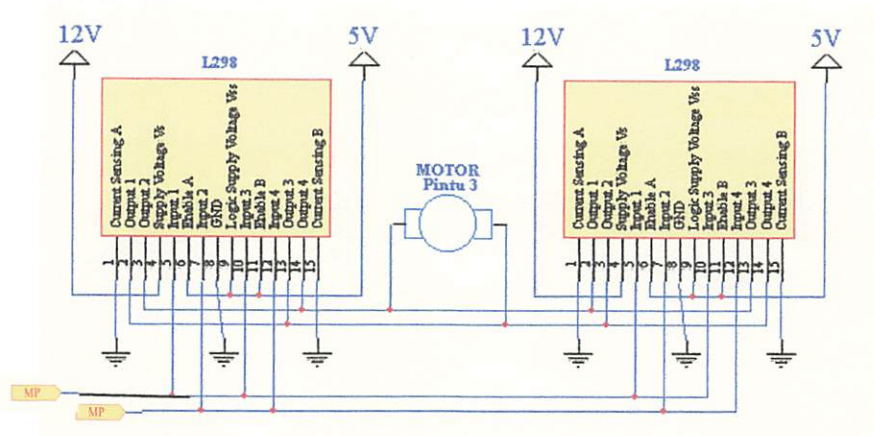 12V
5V
L298
Current Sensing A
Output 1
Output 2
Supply Voltage Vs
Input 1
Enable A
Input 2
GND
Logic Supply Voltage Vss
Input 3
Enable B
Input 4
Output 3
Output 4
Current Sensing B
1 2 3 4 5 6 7 8 9 10 11 12 13 14 15
MOTOR
Pintu 3
12V
5V
L298
Current Sensing A
Output 1
Output 2
Supply Voltage Vs
Input 1
Enable A
Input 2
GND
Logic Supply Voltage Vss
Input 3
Enable B
Input 4
Output 3
Output 4
Current Sensing B
1 2 3 4 5 6 7 8 9 10 11 12 13 14 15
MP
MP